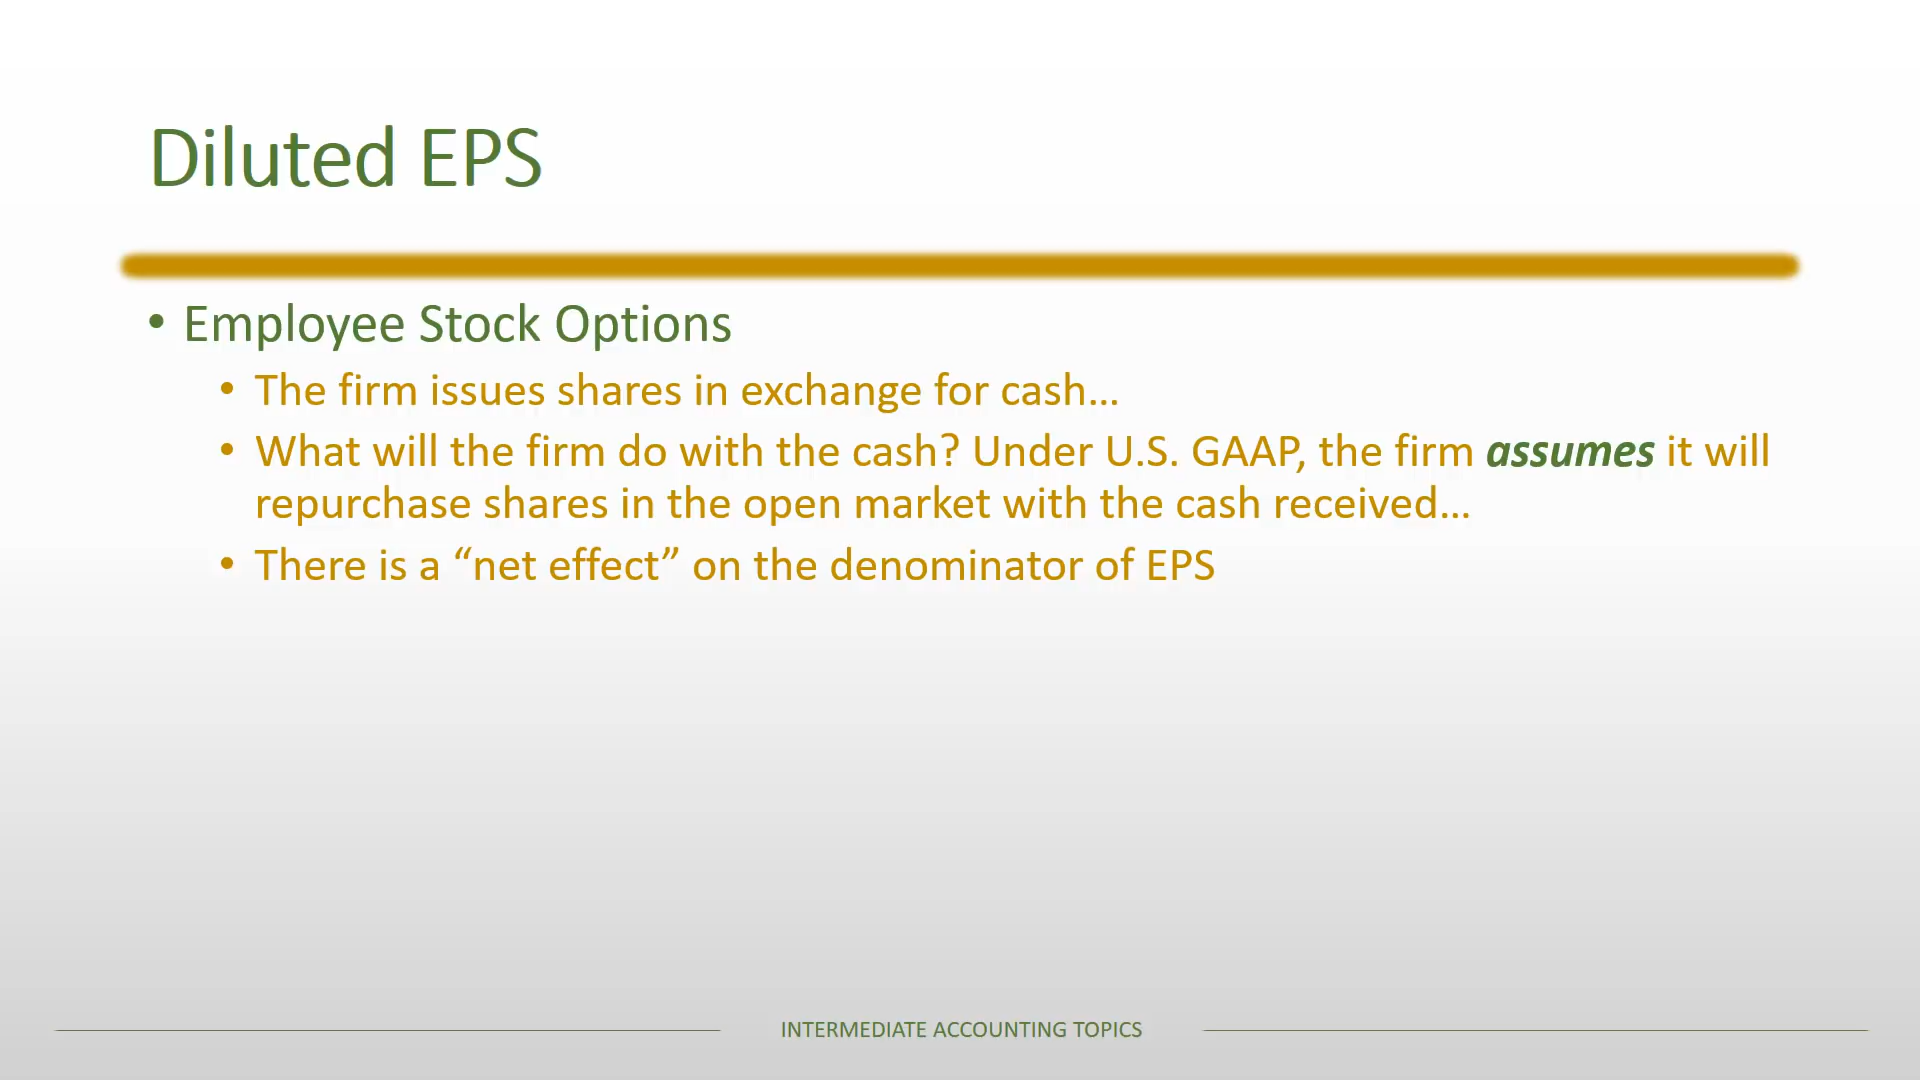 Diluted EPS
• Employee Stock Options
• The firm issues shares in exchange for cash…
• What will the firm do with the cash? Under U.S. GAAP, the firm assumes it will
repurchase shares in the open market with the cash received…
• There is a “net effect” on the denominator of EPS
INTERMEDIATE ACCOUNTING TOPICS